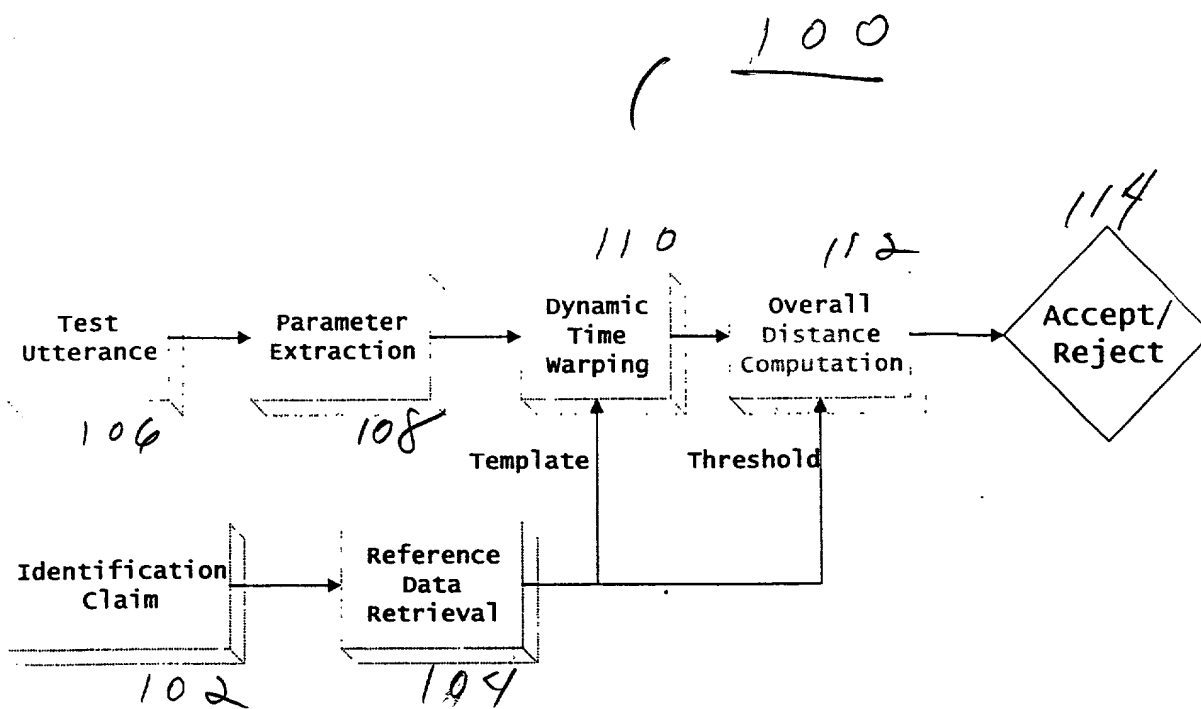 100
114
110
112
Test
Utterance
Parameter
Extraction
Dynamic
Time
Warping
Overall
Distance
Computation
Accept/
Reject
106
108
Template
Threshold
Identification
Claim
Reference
Data
Retrieval
102
104